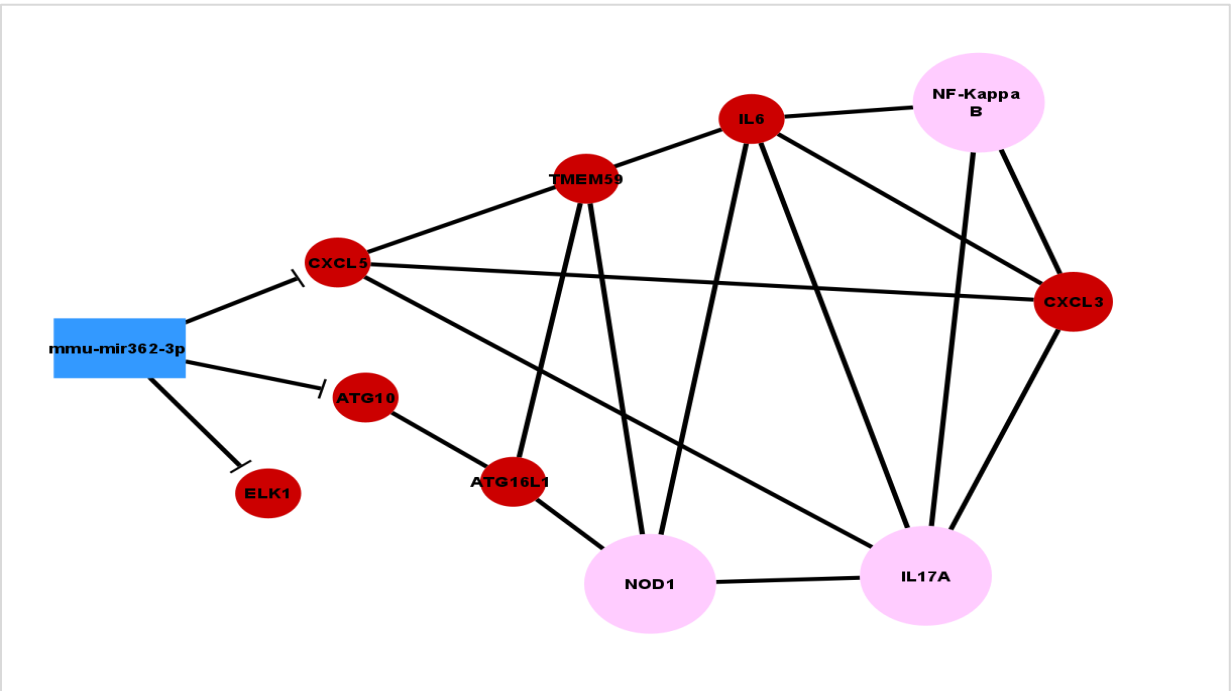 NF-Kappa
B
IL6
TMEM59
CXCL5
CXCL3
mmu-mir362-3p
ATG10
ATG16L1
ELK1
IL17A
NOD1